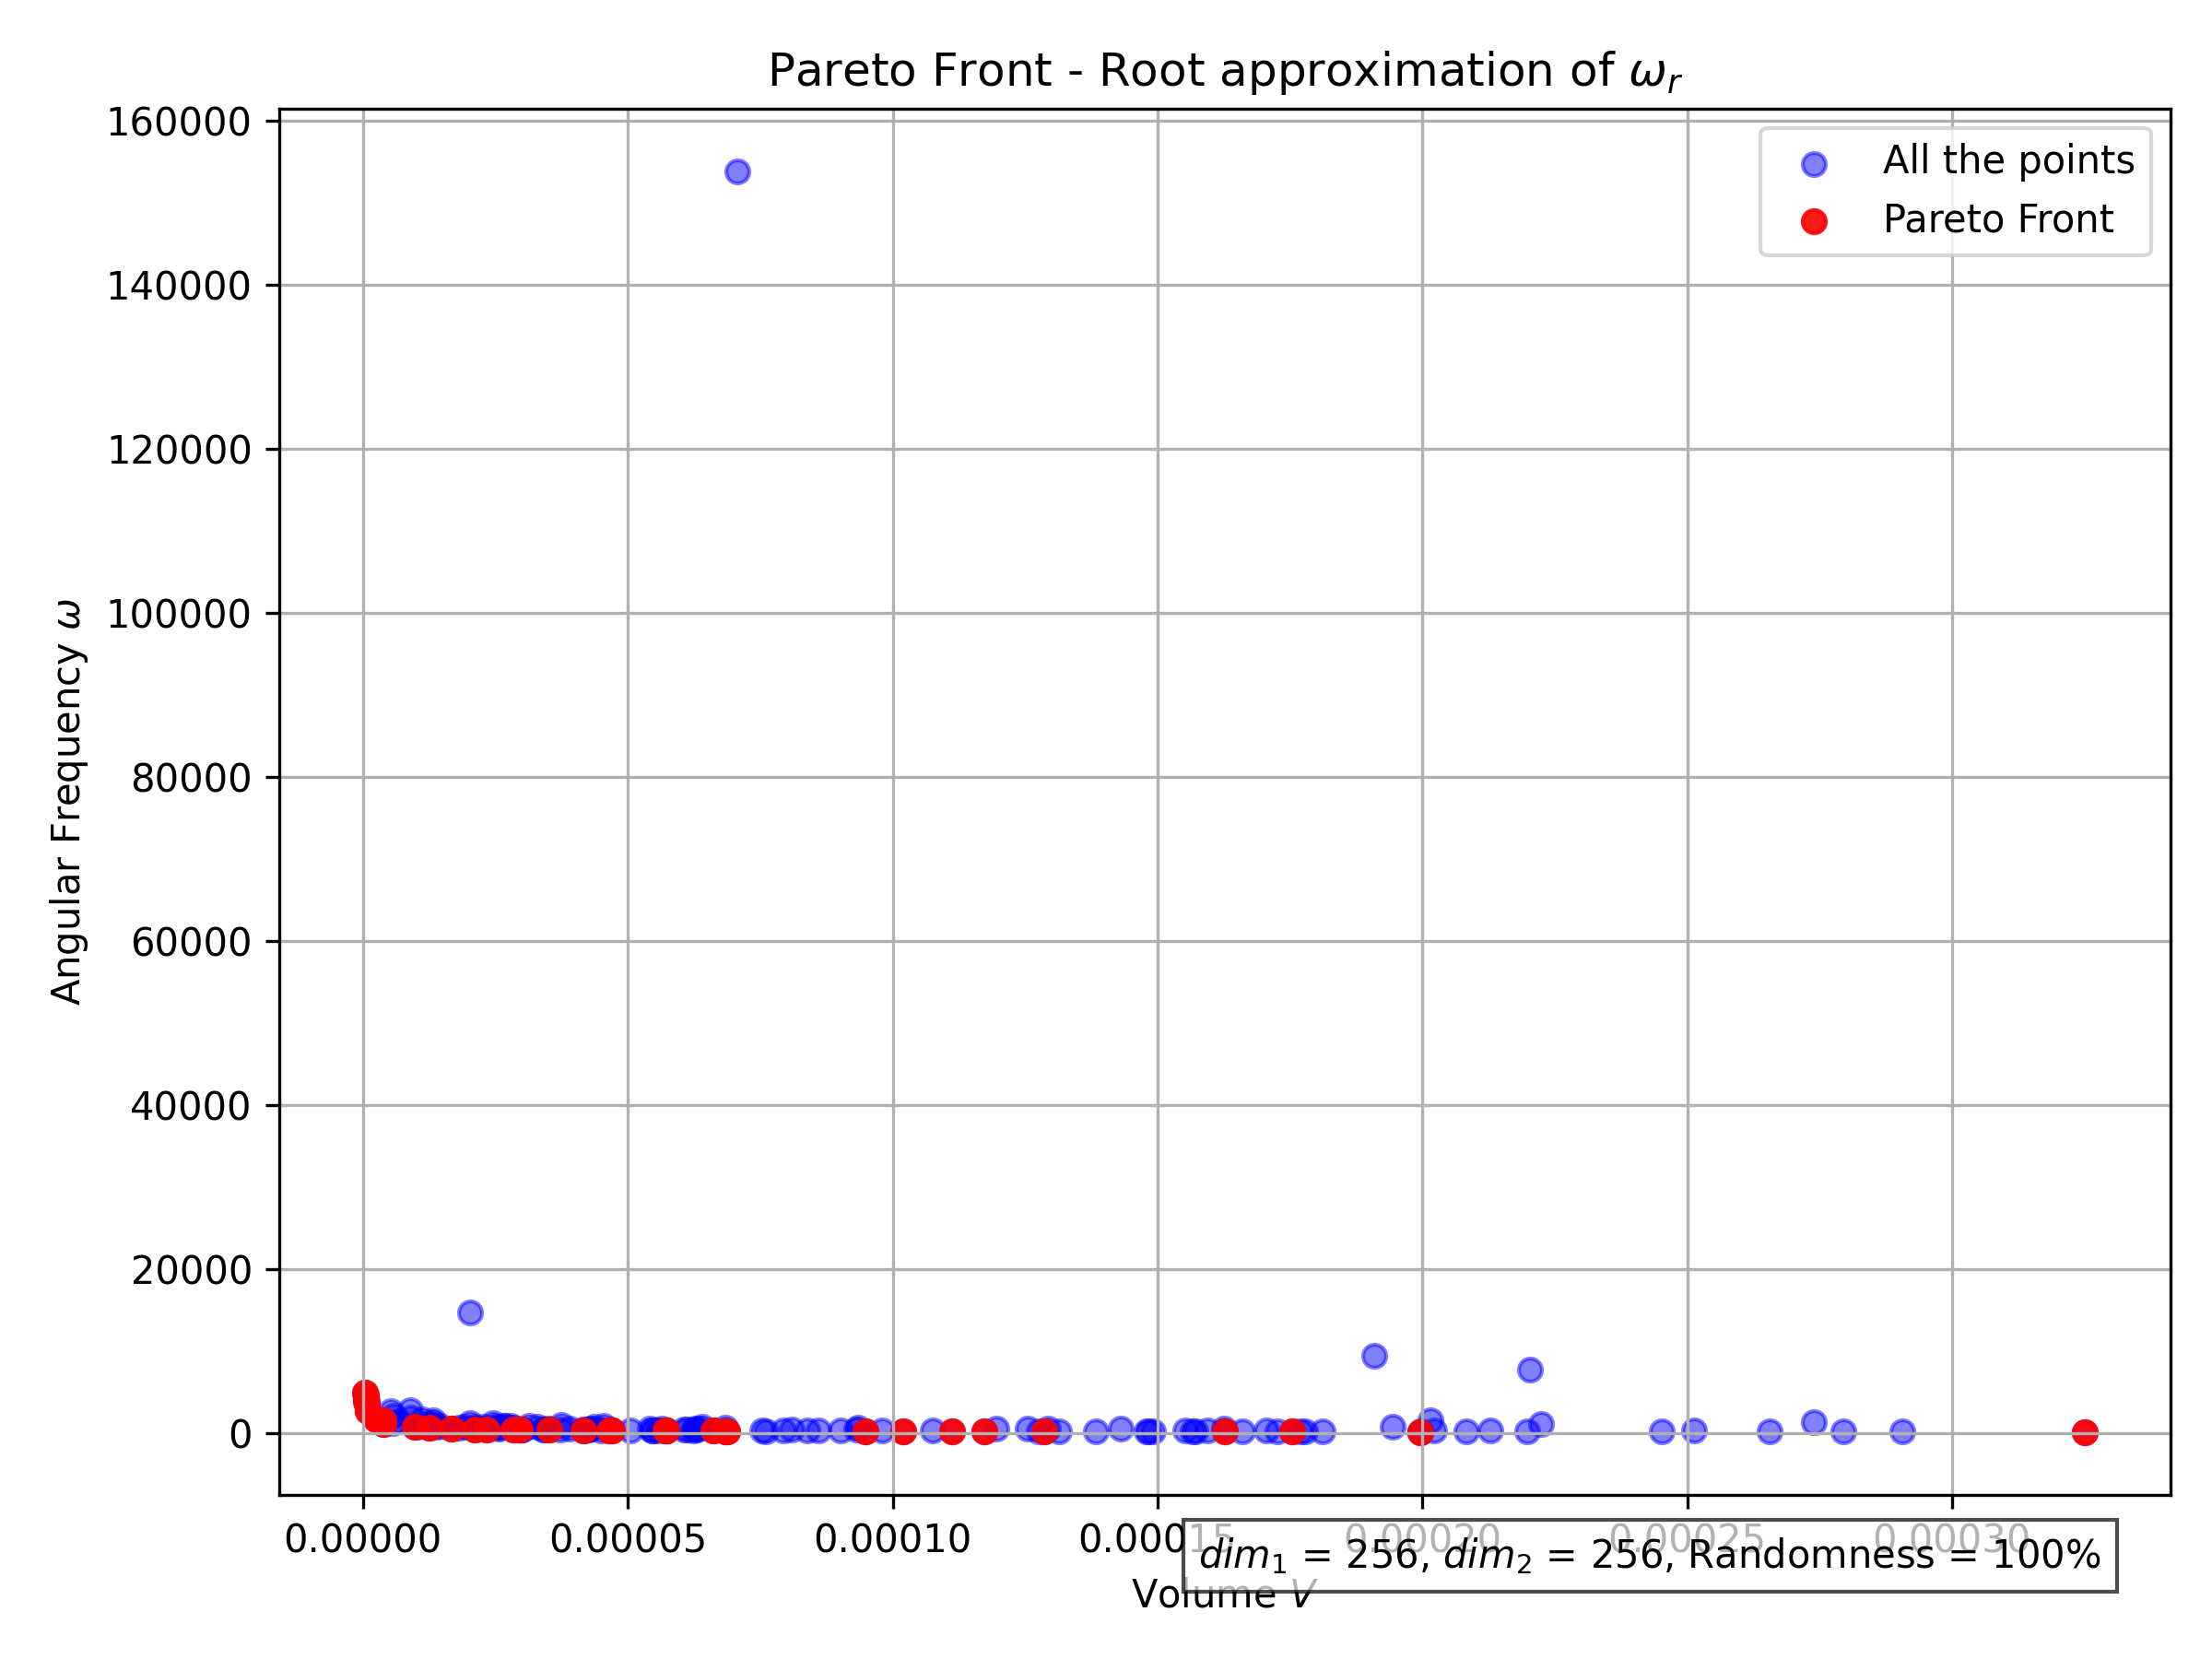 Pareto Front - Root approximation of ωr
160000
140000
120000
100000
80000
60000
40000
20000
0
Angular Frequency ω
All the points
Pareto Front
0.00000 0.00005 0.00010 0.00015 0.00020 0.00025 0.00030
dim1 = 256, dim2 = 256, Randomness = 100%
Volume V